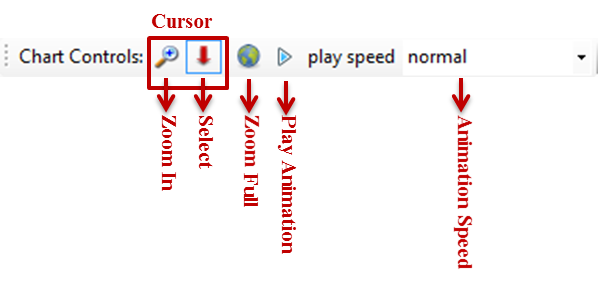 Cursor
Chart Controls:
play speed
normal
Zoom In
Select
Zoom Full
Play Animation
Animation Speed